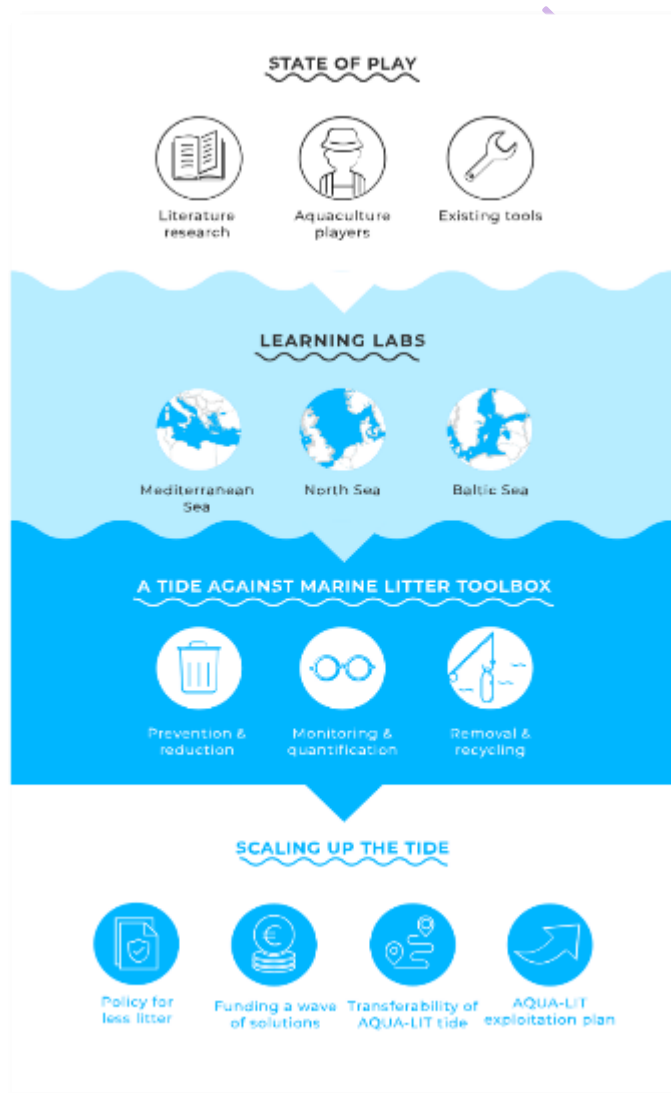 STATE OF PLAY
Literature
research
Aquaculture
players
Existing tools
LEARNING LABS
Mediterranean
Sea
North Sea
Baltic Sea
A TIDE AGAINST MARINE LITTER TOOLBOX
Prevention &
reduction
Monitoring &
quantification
Removal &
recycling
SCALING UP THE TIDE
Policy for
less litter
Funding a wave
of solutions
Transferability of
AQUA-LIT tide
AQUA-LIT
exploitation plan